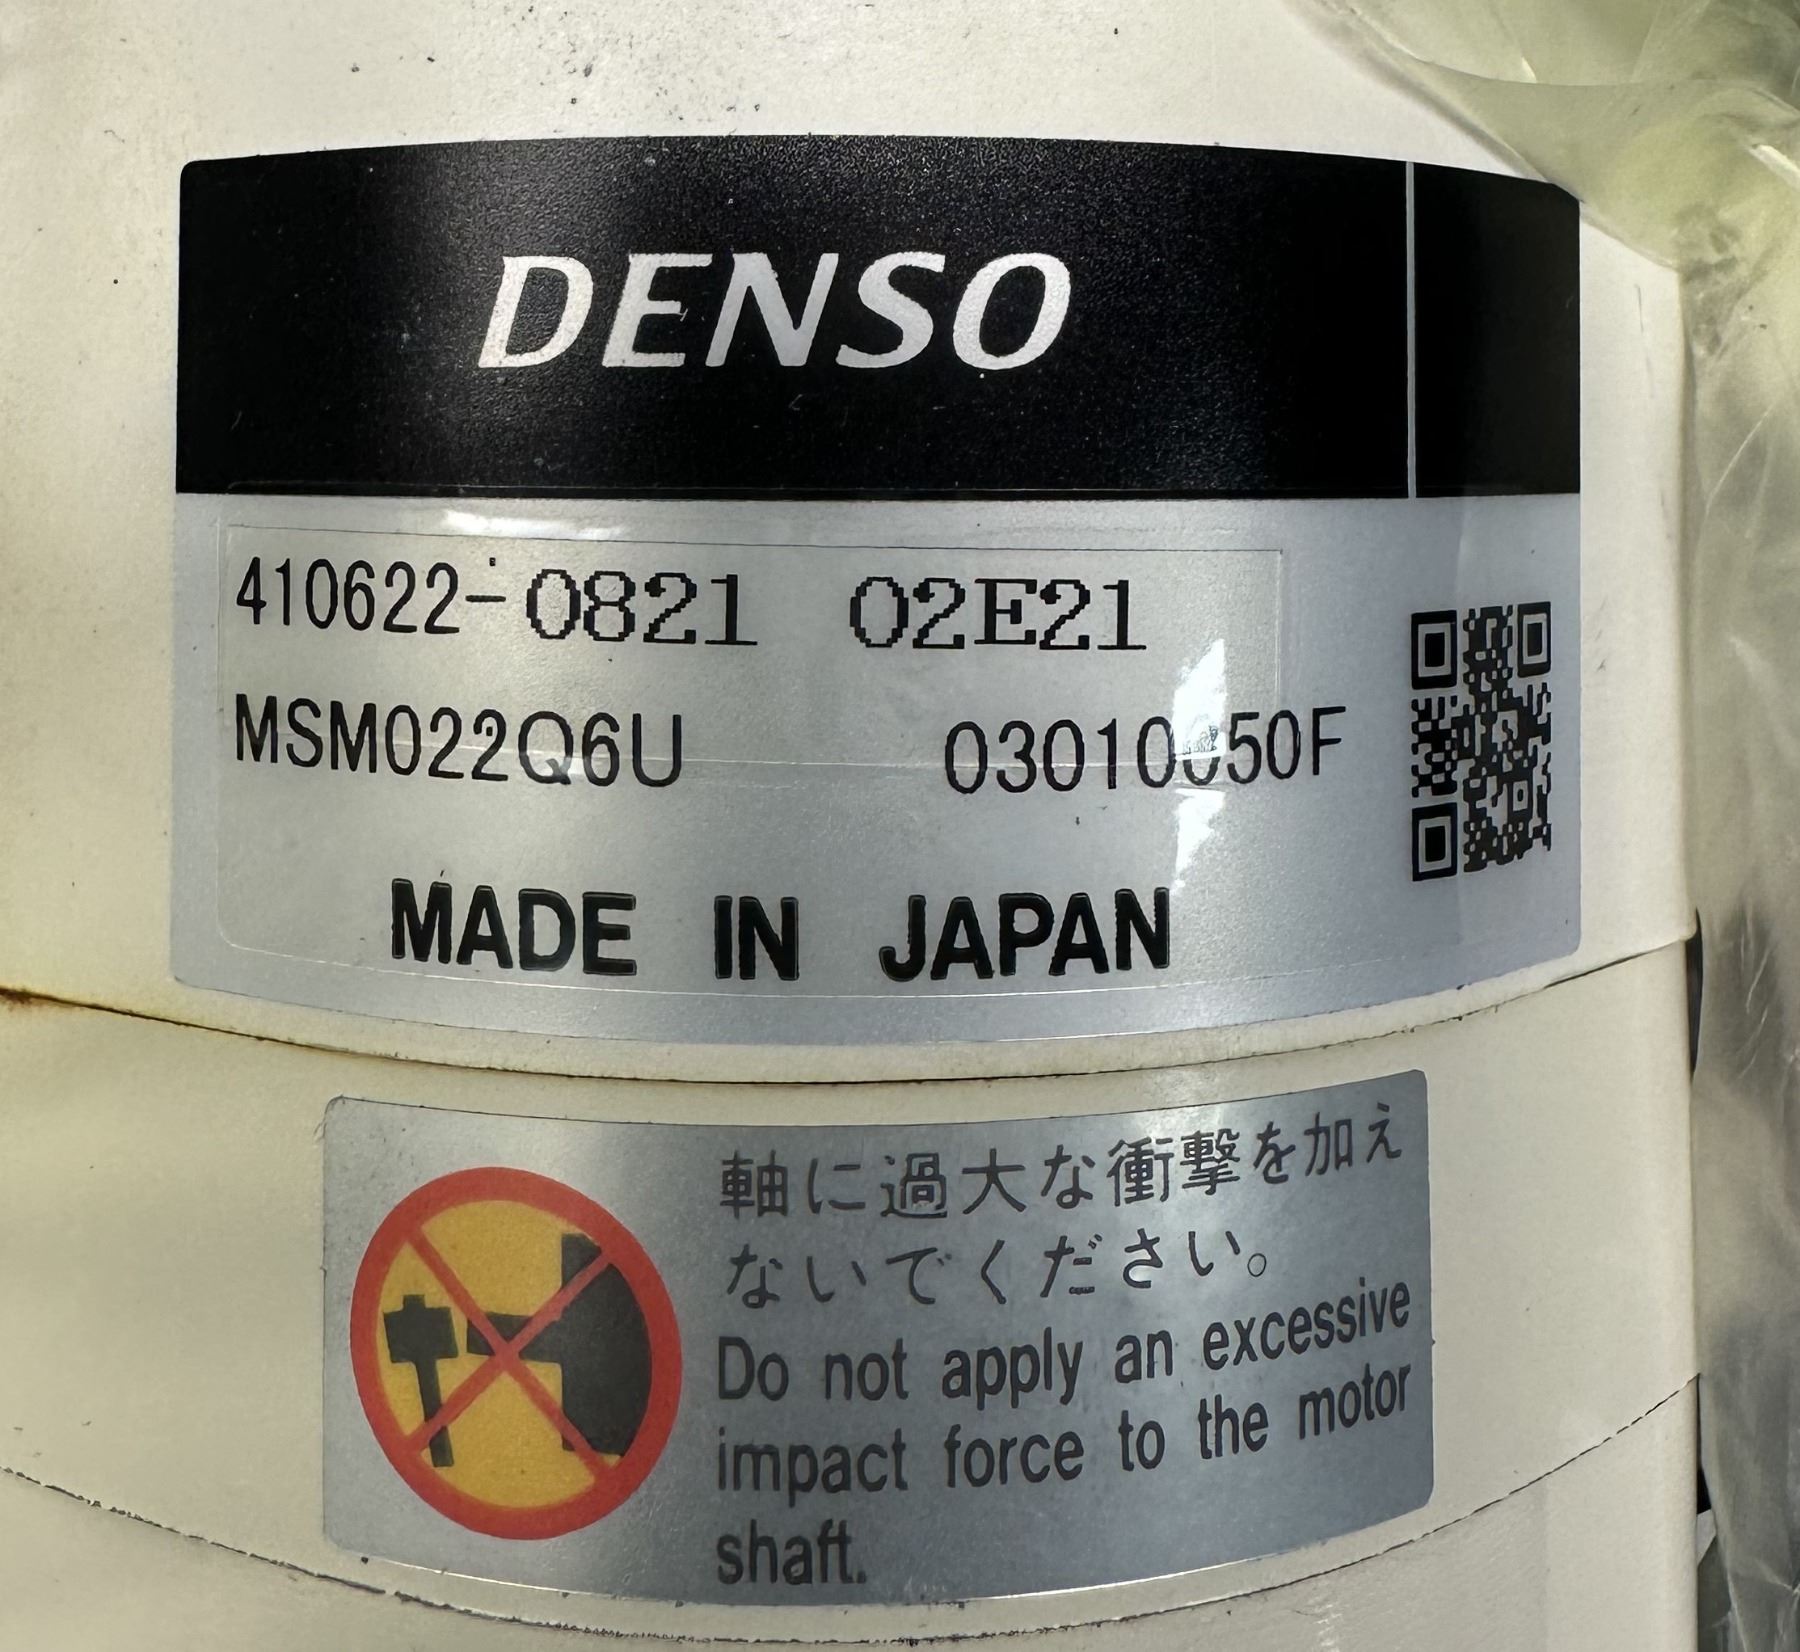 DENSO
410622-0821 02E21
MSM022Q6U
MADE IN JAPAN
軸に過大な衝撃を加え
ないでください。
Do not apply an excessive
impact force to the motor
shaft.